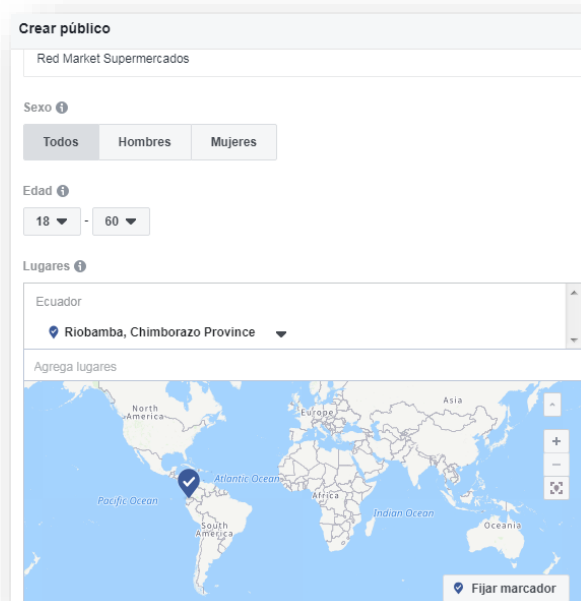 Crear público
Red Market Supermercados
Sexo
Todos Hombres Mujeres
Edad
18 - 60
Lugares
Ecuador
Riobamba, Chimborazo Province
Agrega lugares
North
America
Europe
Asia
Atlantic Ocean
Africa
Pacific Ocean
Indian Ocean
South
America
Oceania
Fijar marcador